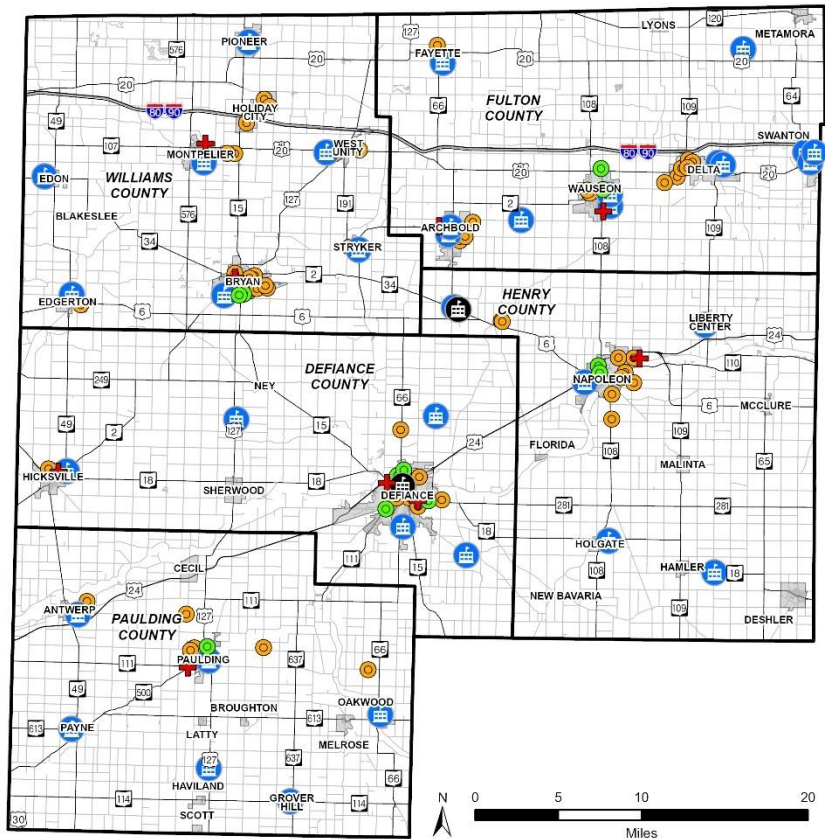 127
120
LYONS
METAMORA
PIONEER
FAYETTE
576
20
20
20
20
FULTON
COUNTY
66
108
109
64
HOLIDAY
CITY
49
80 90
107
MONTPELIER
20
WEST
UNITY
SWANTON
80 90
20
WAUSEON
DELTA
20
EDON
WILLIAMS
COUNTY
127
191
2
BLAKESLEE
576
15
ARCHBOLD
109
34
STRYKER
108
BRYAN
2
34
EDGERTON
6
6
HENRY
COUNTY
LIBERTY
CENTER
24
6
110
DEFIANCE
COUNTY
249
NEY
66
NAPOLEON
6
MCCLURE
49
2
127
15
24
FLORIDA
108
109
65
MALINTA
HICKSVILLE
18
18
SHERWOOD
DEFIANCE
281
281
18
HOLGATE
111
15
CECIL
108
HAMLER
18
24
111
NEW BAVARIA
109
DESHLER
ANTWERP
PAULDING
COUNTY
127
66
111
PAULDING
637
49
500
OAKWOOD
BROUGHTON
613
PAYNE
613
LATTY
MELROSE
127
637
66
HAVILAND
114
GROVER
HILL
114
SCOTT
30
N
0 5 10 20
Miles